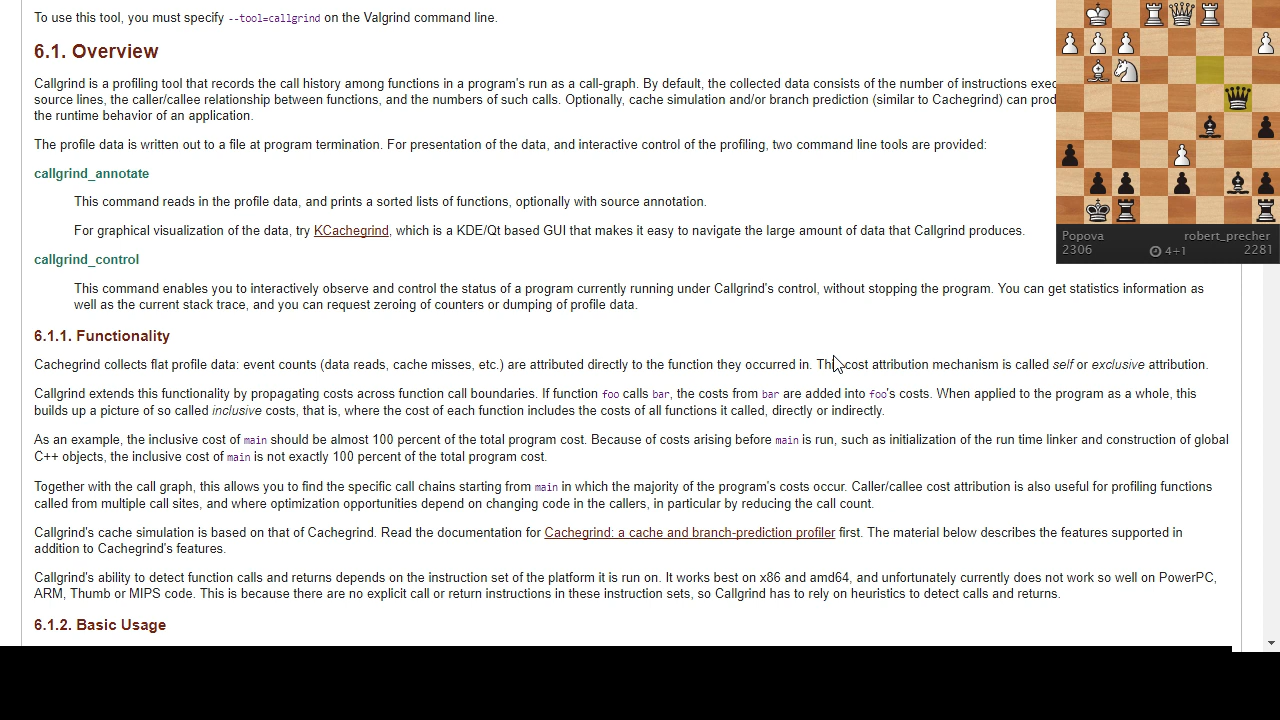 To use this tool, you must specify --tool=callgrind on the Valgrind command line.
6.1. Overview
Callgrind is a profiling tool that records the call history among functions in a program's run as a call-graph. By default, the collected data consists of the number of instructions
source lines, the caller/callee relationship between functions, and the numbers of such calls. Optionally, cache simulation and/or branch prediction (similar to Cachegrind) can
the runtime behavior of an application.
The profile data is written out to a file at program termination. For presentation of the data, and interactive control of the profiling, two command line tools are provided:
callgrind_annotate
This command reads in the profile data, and prints a sorted lists of functions, optionally with source annotation.
For graphical visualization of the data, try KCachegrind, which is a KDE/Qt based GUI that makes it easy to navigate the large amount of data that Callgrind produces.
Popova robert_precher
2306 4+1 2281
callgrind_control
This command enables you to interactively observe and control the status of a program currently running under Callgrind's control, without stopping the program. You can get statistics information as
well as the current stack trace, and you can request zeroing of counters or dumping of profile data.
6.1.1. Functionality
Cachegrind collects flat profile data: event counts (data reads, cache misses, etc.) are attributed directly to the function they occurred in. This cost attribution mechanism is called self or exclusive attribution.
Callgrind extends this functionality by propagating costs across function call boundaries. If function foo calls bar, the costs from bar are added into foo's costs. When applied to the program as a whole, this
builds up a picture of so called inclusive costs, that is, where the cost of each function includes the costs of all functions it called, directly or indirectly.
As an example, the inclusive cost of main should be almost 100 percent of the total program cost. Because of costs arising before main is run, such as initialization of the run time linker and construction of global
C++ objects, the inclusive cost of main is not exactly 100 percent of the total program cost.
Together with the call graph, this allows you to find the specific call chains starting from main in which the majority of the program's costs occur. Caller/callee cost attribution is also useful for profiling functions
called from multiple call sites, and where optimization opportunities depend on changing code in the callers, in particular by reducing the call count.
Callgrind's cache simulation is based on that of Cachegrind. Read the documentation for Cachegrind: a cache and branch-prediction profiler first. The material below describes the features supported in
addition to Cachegrind's features.
Callgrind's ability to detect function calls and returns depends on the instruction set of the platform it is run on. It works best on x86 and amd64, and unfortunately currently does not work so well on PowerPC,
ARM, Thumb or MIPS code. This is because there are no explicit call or return instructions in these instruction sets, so Callgrind has to rely on heuristics to detect calls and returns.
6.1.2. Basic Usage